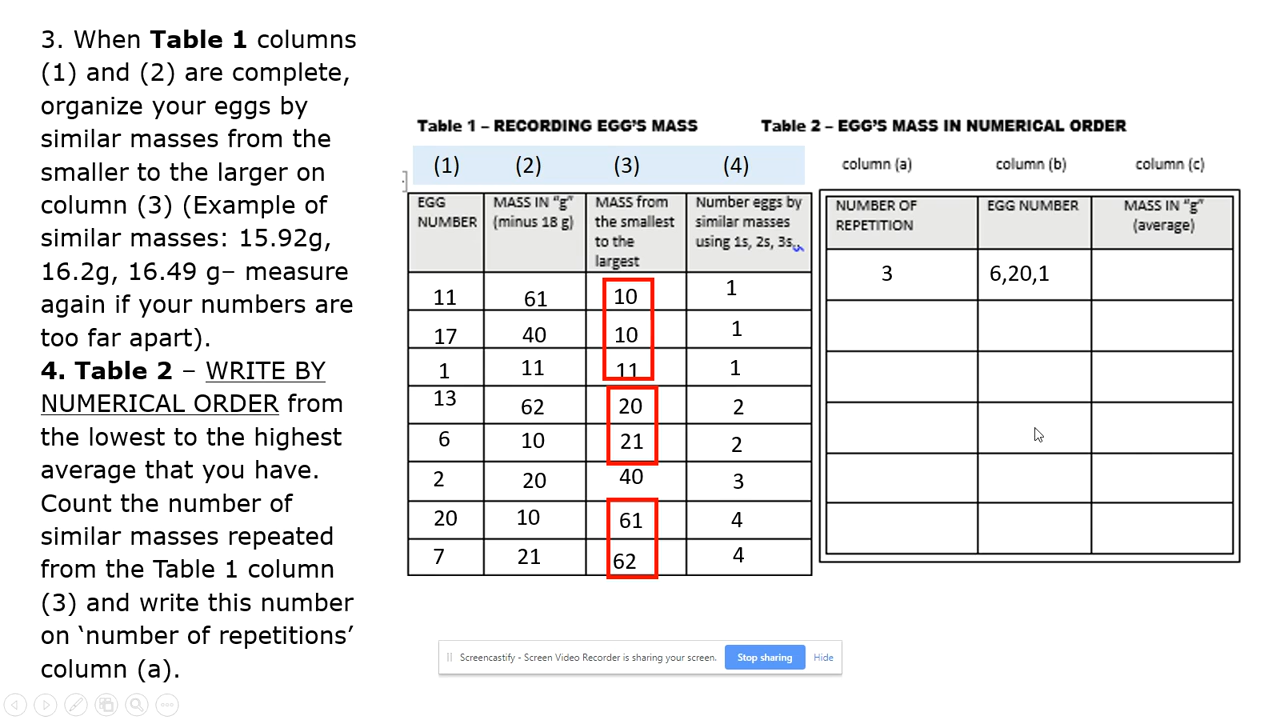 3. When Table 1 columns
(1) and (2) are complete,
organize your eggs by
similar masses from the
smaller to the larger on
column (3) (Example of
similar masses: 15.92g,
16.2g, 16.49 g– measure
again if your numbers are
too far apart).
4. Table 2 – WRITE BY
NUMERICAL ORDER from
the lowest to the highest
average that you have.
Count the number of
similar masses repeated
from the Table 1 column
(3) and write this number
on ‘number of repetitions’
column (a).
Table 1 – RECORDING EGG'S MASS
(1) (2) (3) (4)
EGG NUMBER | MASS IN "g" (minus 18 g) | MASS from the smallest to the largest | Number eggs by similar masses using 1s, 2s, 3s,
11 61 10 1
17 40 10 1
1 11 11 1
13 62 20 2
6 10 21 2
2 20 40 3
20 10 61 4
7 21 62 4
Table 2 – EGG'S MASS IN NUMERICAL ORDER
column (a) column (b) column (c)
NUMBER OF REPETITION | EGG NUMBER | MASS IN "g" (average)
3 6,20,1
Screencastify - Screen Video Recorder is sharing your screen. Stop sharing Hide